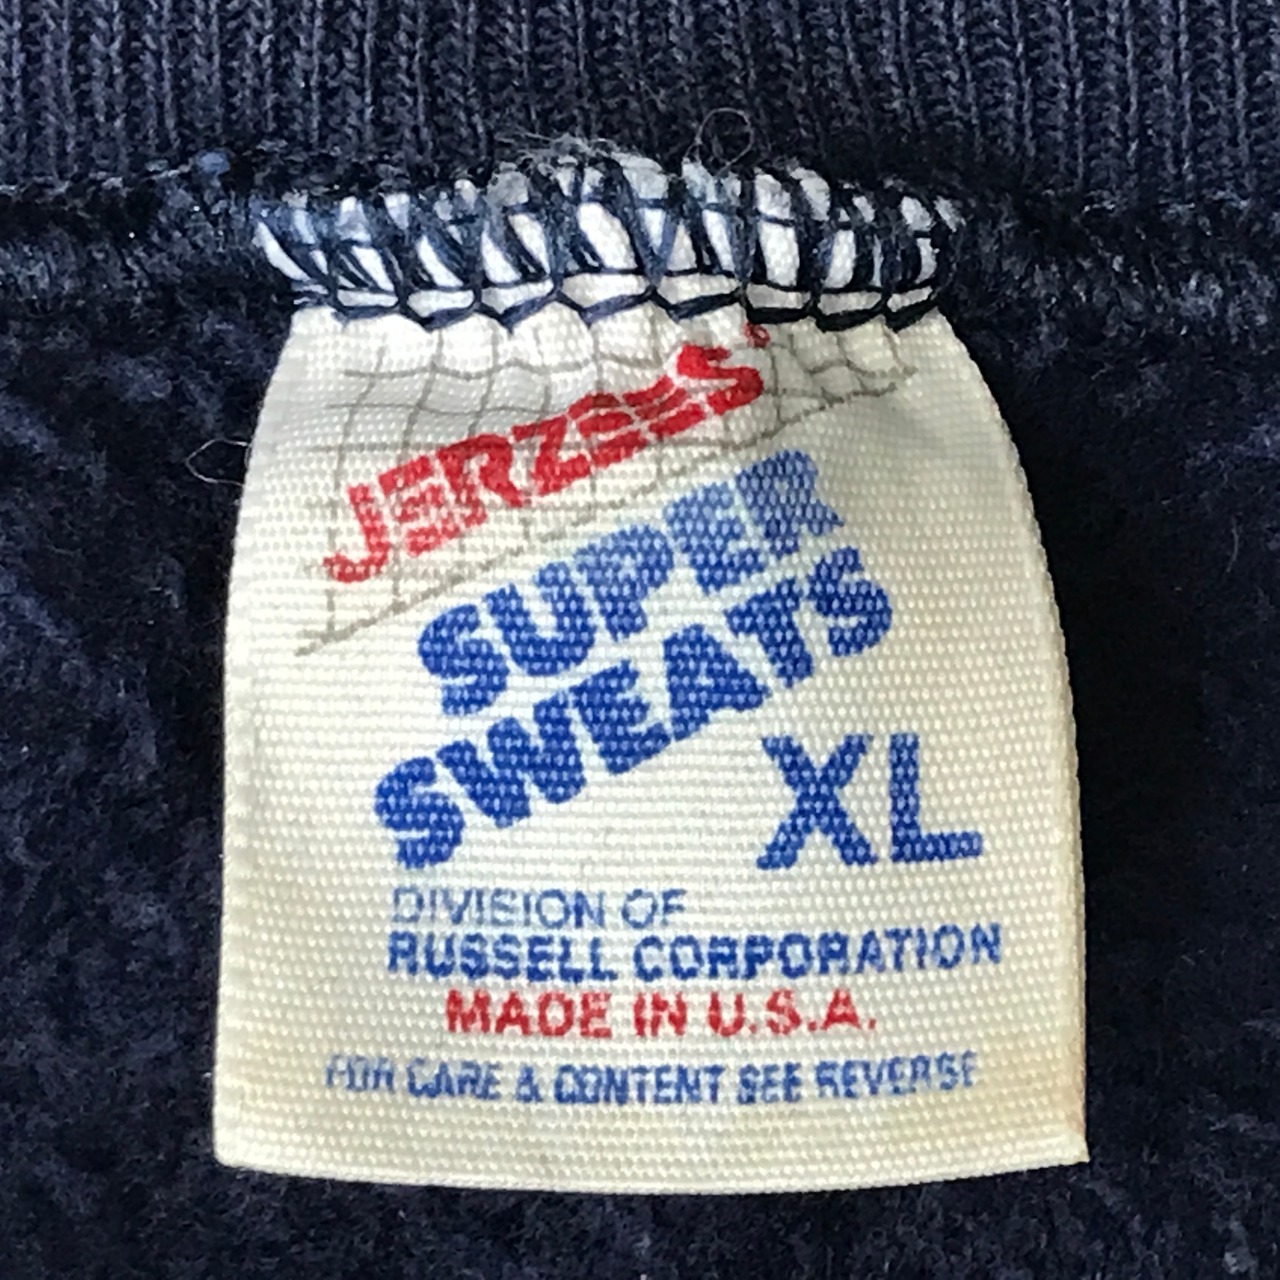 JERZEES
SUPER
SWEATS
XL
DIVISION OF
RUSSELL CORPORATION
MADE IN U.S.A.
FOR CARE & CONTENT SEE REVERSE